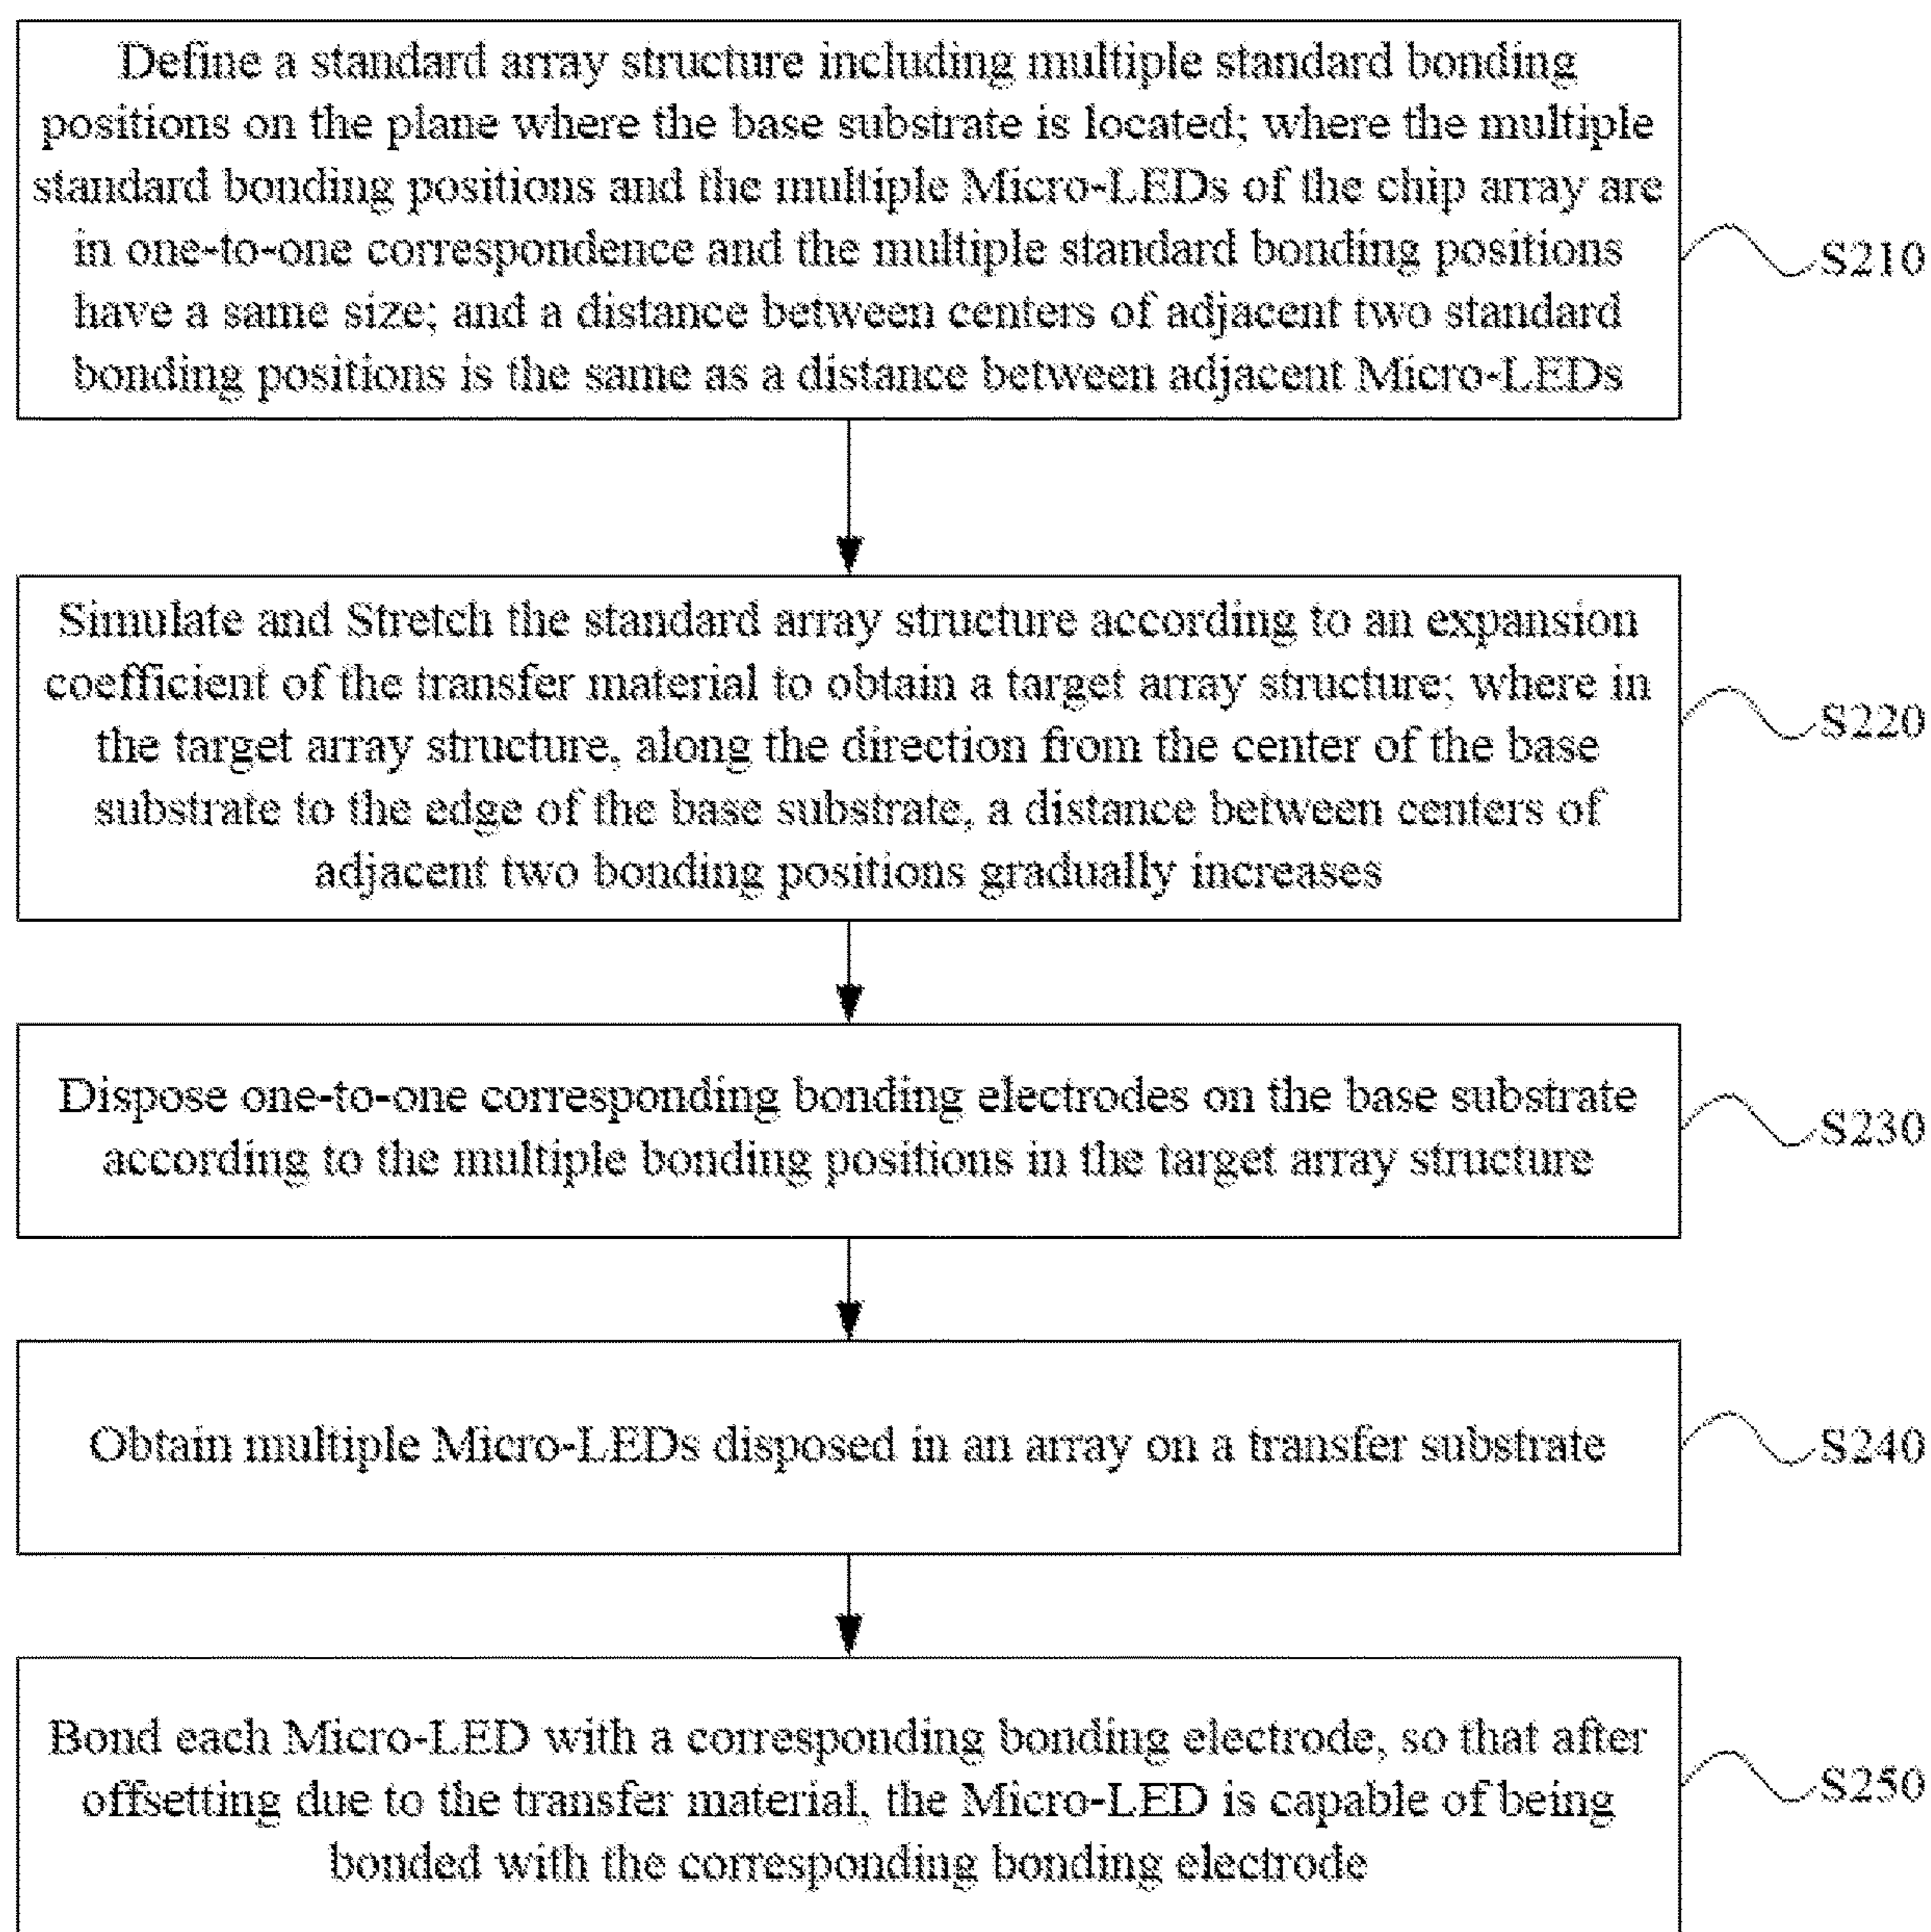 Define a standard array structure including multiple standard bonding
positions on the plane where the base substrate is located; where the multiple
standard bonding positions and the multiple Micro-LEDs of the chip array are
in one-to-one correspondence and the multiple standard bonding positions
have a same size; and a distance between centers of adjacent two standard
bonding positions is the same as a distance between adjacent Micro-LEDs
S210
Simulate and Stretch the standard array structure according to an expansion
coefficient of the transfer material to obtain a target array structure; where in
the target array structure, along the direction from the center of the base
substrate to the edge of the base substrate, a distance between centers of
adjacent two bonding positions gradually increases
S220
Dispose one-to-one corresponding bonding electrodes on the base substrate
according to the multiple bonding positions in the target array structure
S230
Obtain multiple Micro-LEDs disposed in an array on a transfer substrate
S240
Bond each Micro-LED with a corresponding bonding electrode, so that after
offsetting due to the transfer material, the Micro-LED is capable of being
bonded with the corresponding bonding electrode
S250